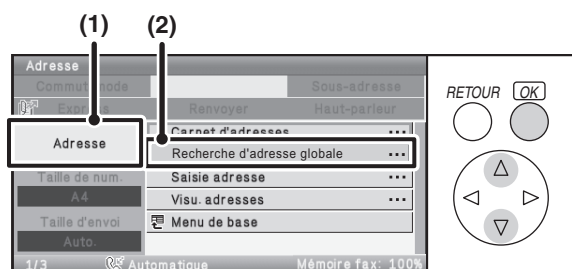 (1) (2)
Adresse
Commut. mode Sous-adresse
Express Renvoyer Haut-parleur
Adresse
Carnet d'adresses ...
Recherche d'adresse globale ...
Saisie adresse ...
Visu. adresses ...
Menu de base
Taille de num.
A4
Taille d'envoi
Auto.
1/3 Automatique Mémoire fax: 100%
RETOUR OK